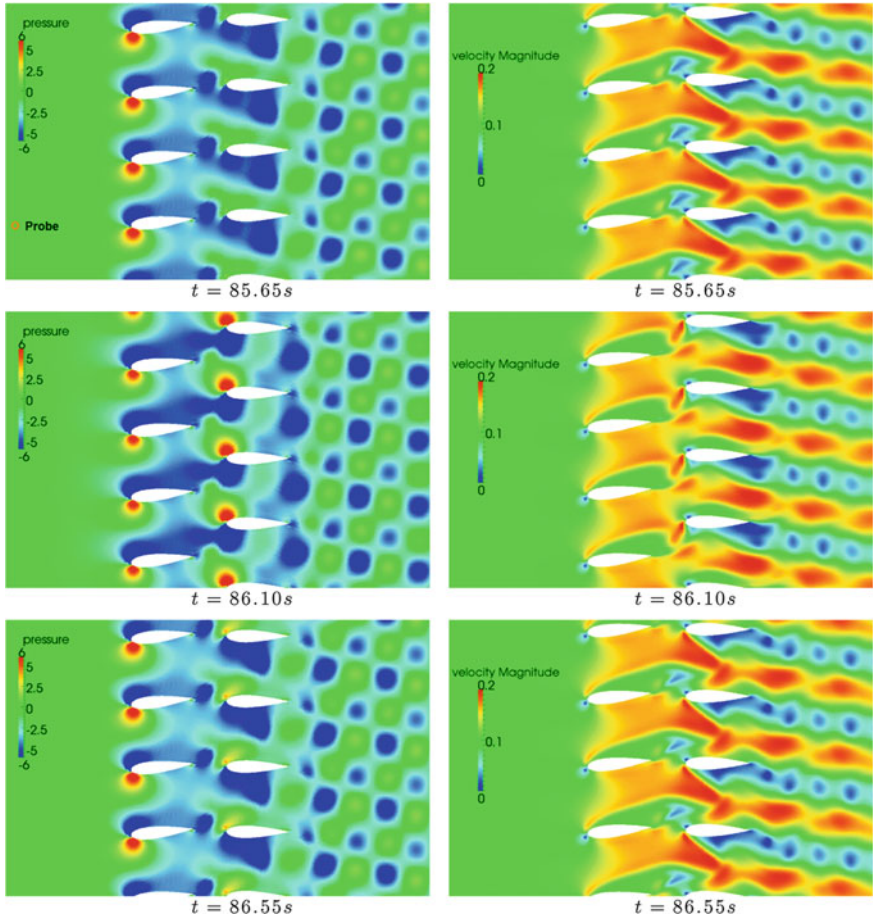 pressure
6
5
2.5
0
-2.5
-5
-6
Probe
t = 85.65s
velocity Magnitude
0.2
0.1
0
t = 85.65s
pressure
6
5
2.5
0
-2.5
-5
-6
t = 86.10s
velocity Magnitude
0.2
0.1
0
t = 86.10s
pressure
6
5
2.5
0
-2.5
-5
-6
t = 86.55s
velocity Magnitude
0.2
0.1
0
t = 86.55s